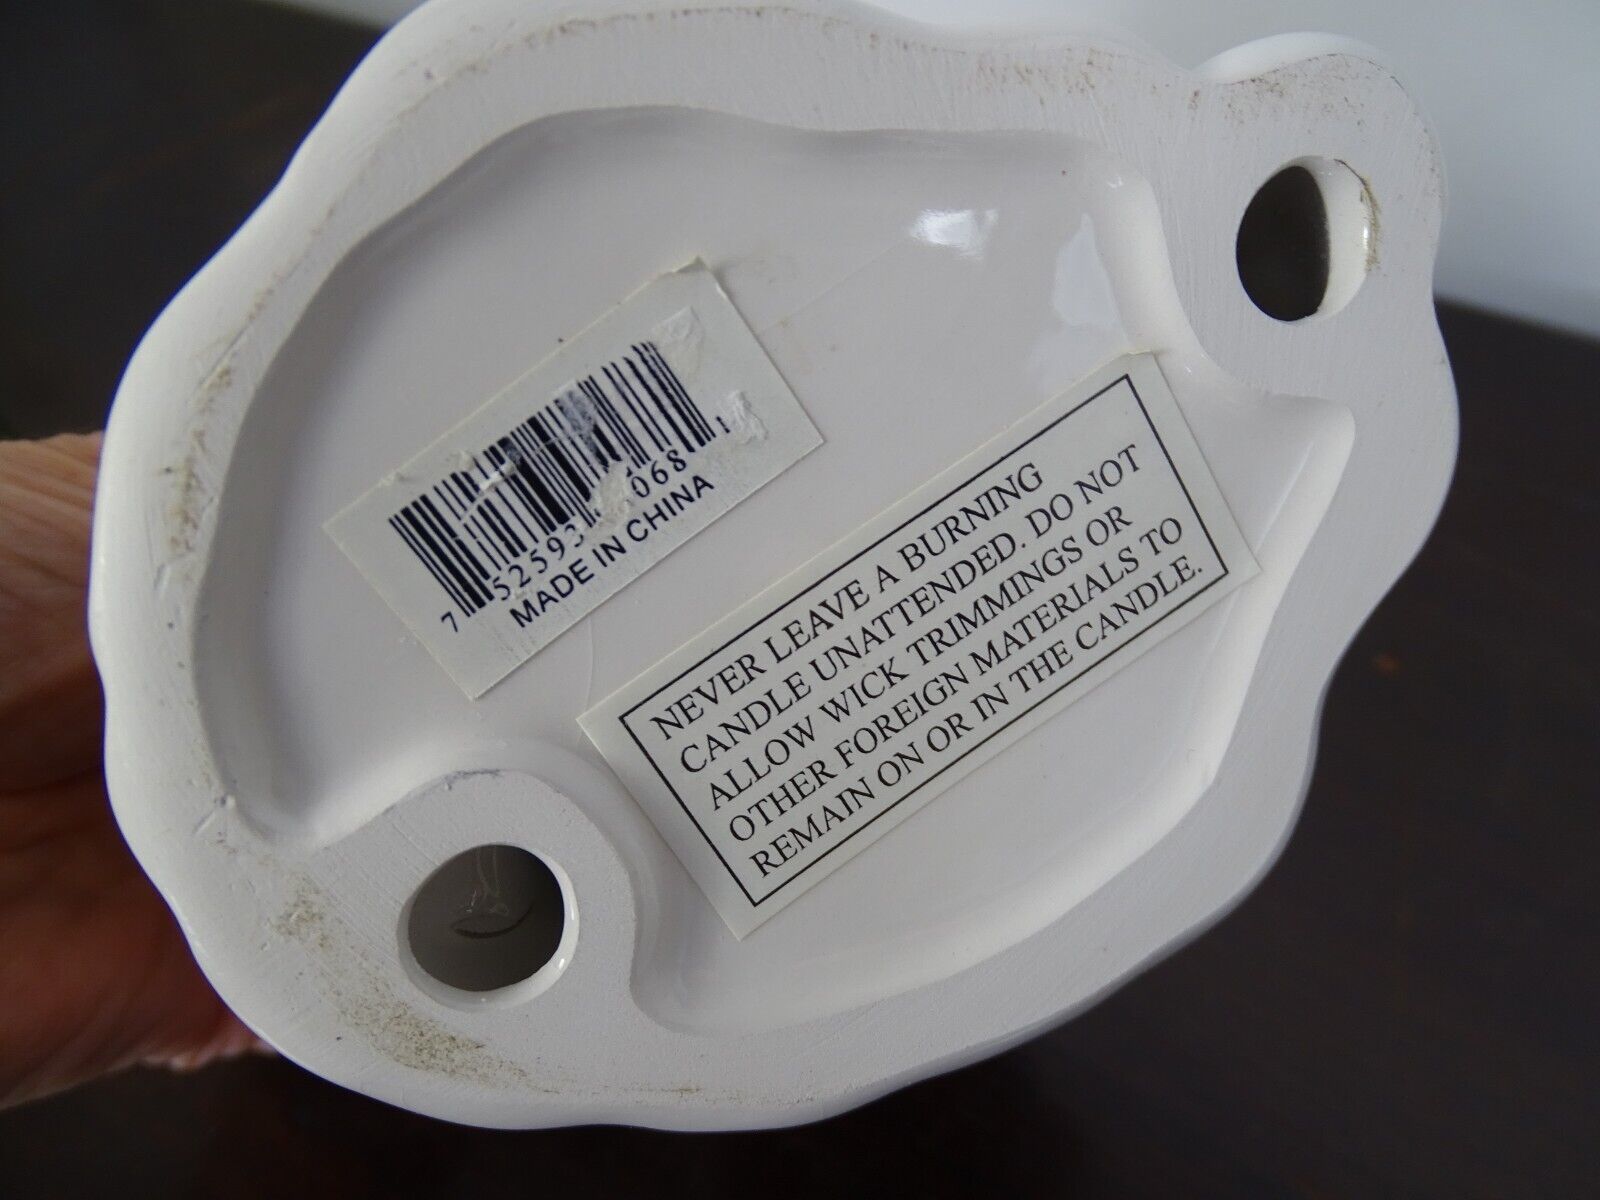 7 52593 068 1
MADE IN CHINA
NEVER LEAVE A BURNING
CANDLE UNATTENDED. DO NOT
ALLOW WICK TRIMMINGS OR
OTHER FOREIGN MATERIALS TO
REMAIN ON OR IN THE CANDLE.